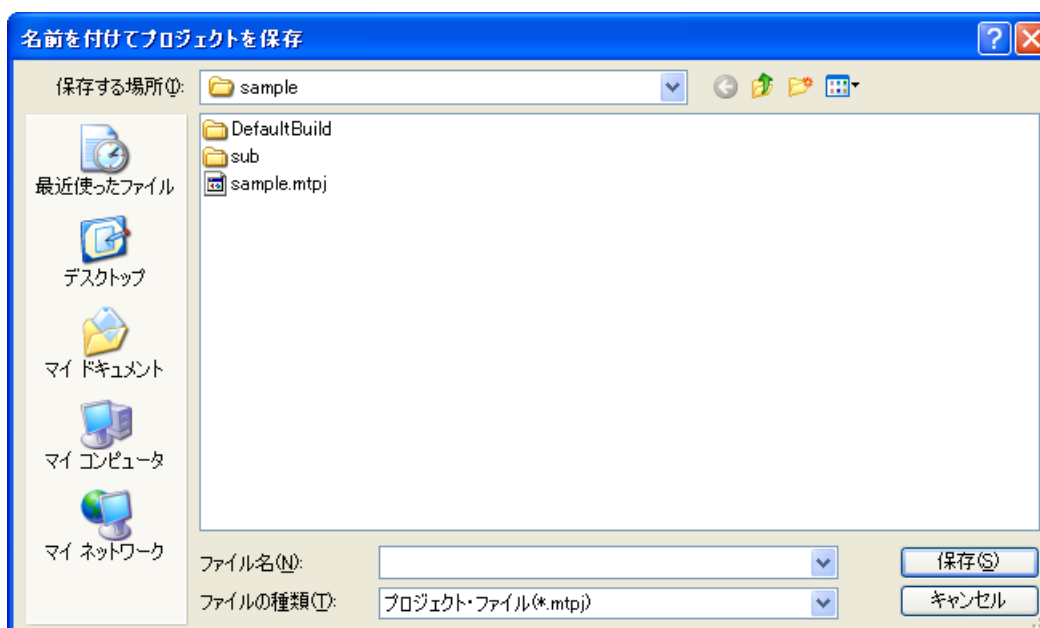 名前を付けてプロジェクトを保存
保存する場所(I):
sample
DefaultBuild
sub
sample.mtpj
最近使ったファイル
デスクトップ
マイ ドキュメント
マイ コンピュータ
マイ ネットワーク
ファイル名(N):
保存(S)
ファイルの種類(T):
プロジェクト・ファイル(*.mtpj)
キャンセル